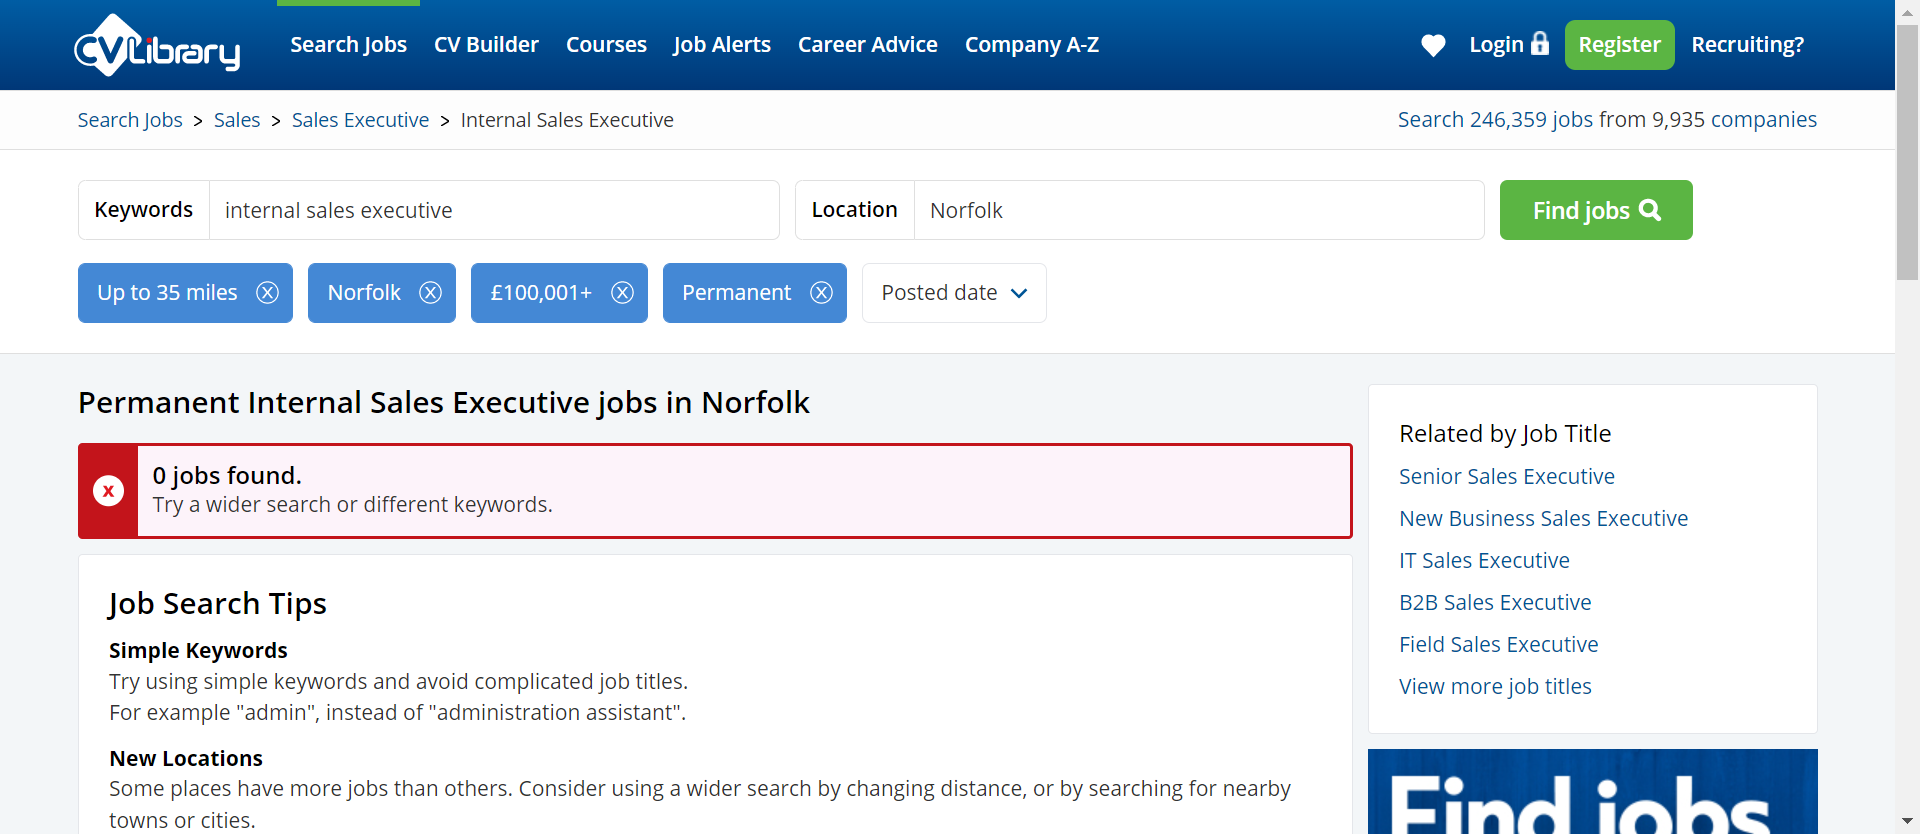 CVLibrary
Search Jobs CV Builder Courses Job Alerts Career Advice Company A-Z
Login Register Recruiting?
Search Jobs > Sales > Sales Executive > Internal Sales Executive
Search 246,359 jobs from 9,935 companies
Keywords internal sales executive
Location Norfolk
Find jobs
Up to 35 miles
Norfolk
£100,001+
Permanent
Posted date
Permanent Internal Sales Executive jobs in Norfolk
x
0 jobs found.
Try a wider search or different keywords.
Job Search Tips
Simple Keywords
Try using simple keywords and avoid complicated job titles.
For example "admin", instead of "administration assistant".
New Locations
Some places have more jobs than others. Consider using a wider search by changing distance, or by searching for nearby
towns or cities.
Related by Job Title
Senior Sales Executive
New Business Sales Executive
IT Sales Executive
B2B Sales Executive
Field Sales Executive
View more job titles
Find jobs